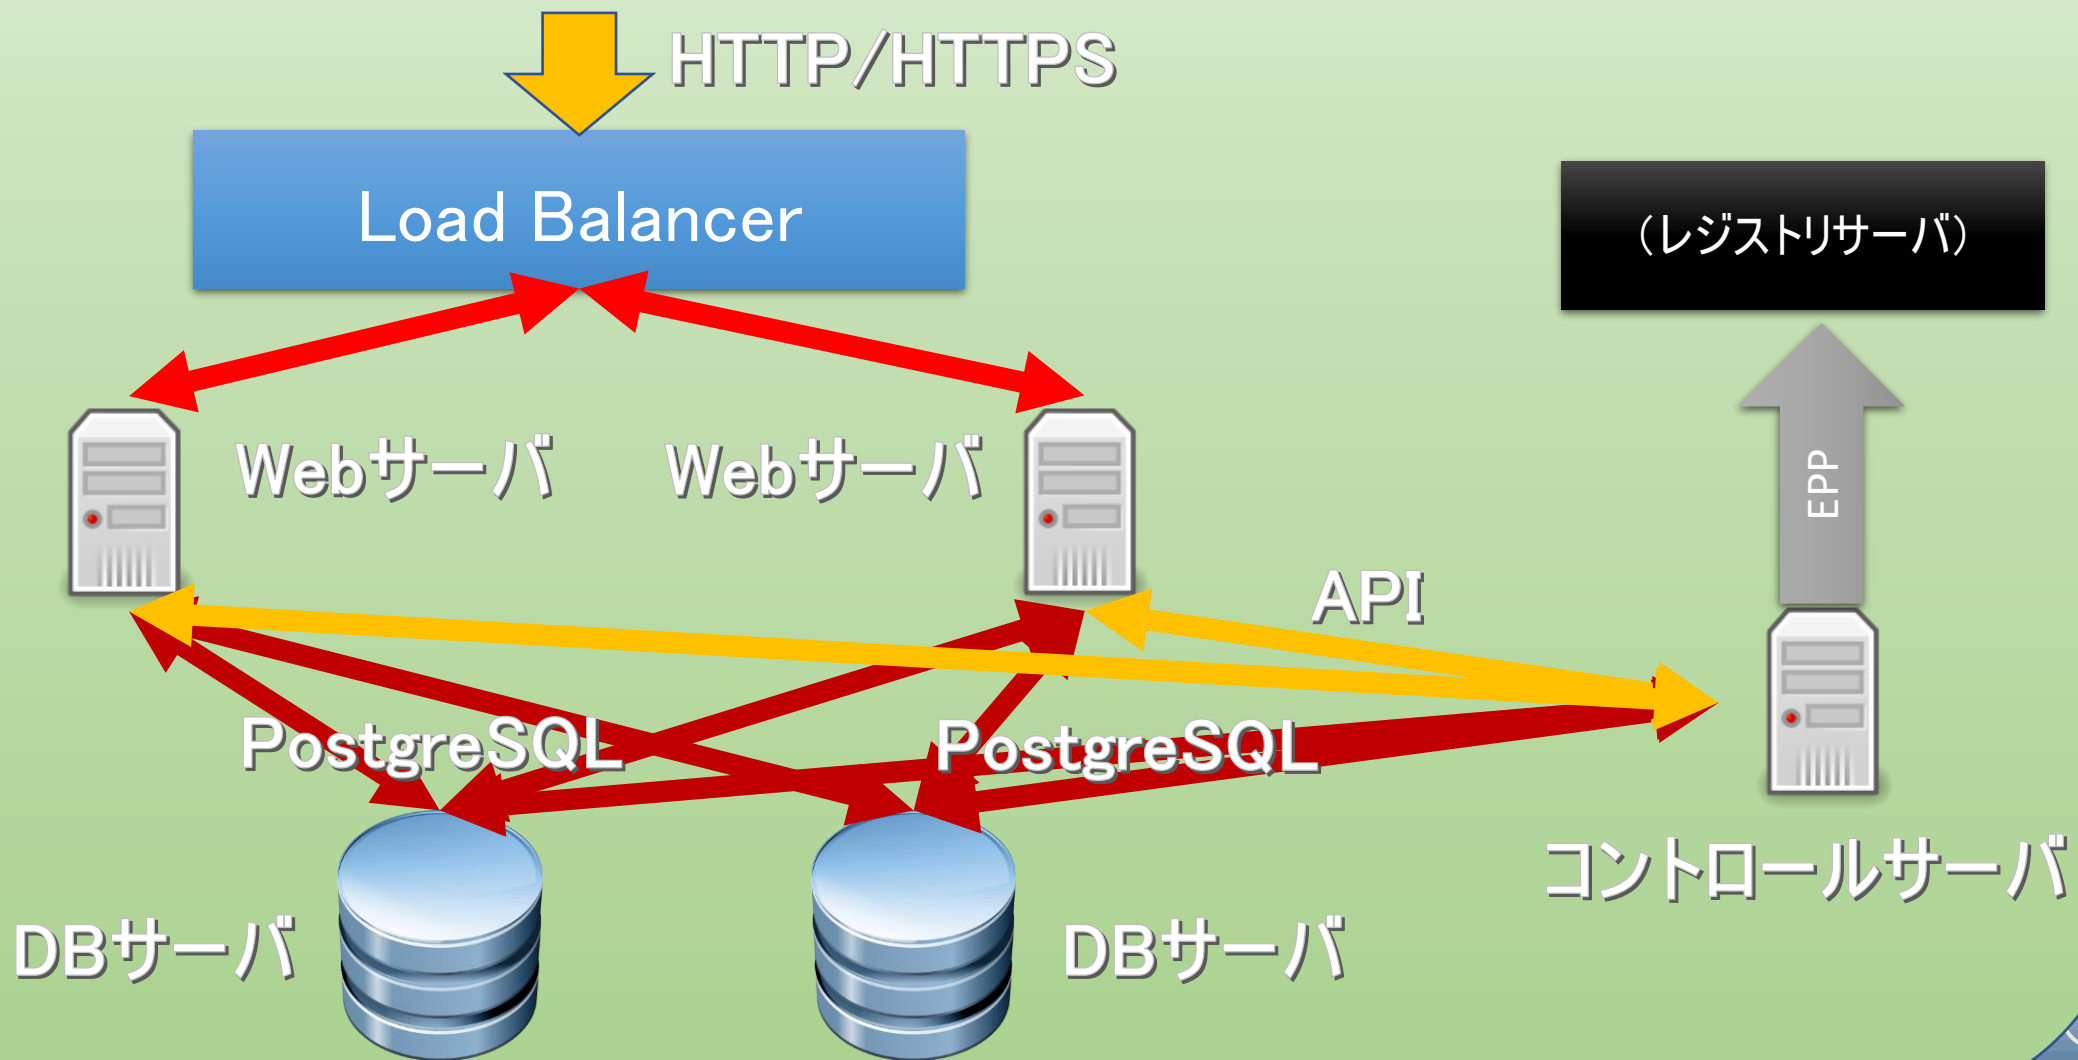 HTTP/HTTPS
Load Balancer
（レジストリサーバ）
Webサーバ
Webサーバ
EPP
API
PostgreSQL
PostgreSQL
コントロールサーバ
DBサーバ
DBサーバ